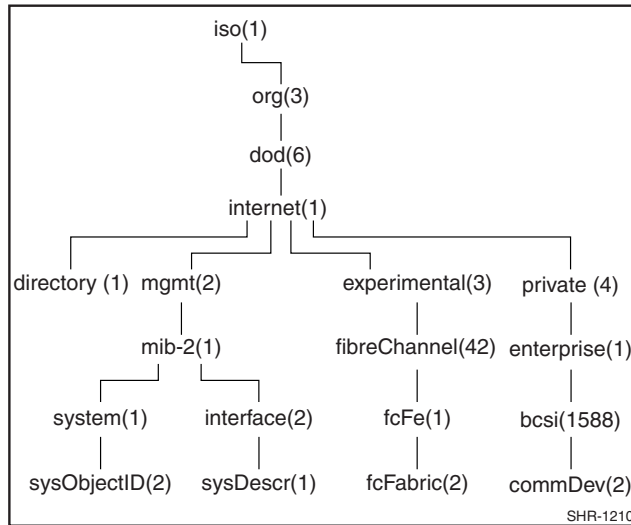 iso(1)
org(3)
dod(6)
internet(1)
directory (1) mgmt(2) experimental(3) private (4)
mib-2(1) fibreChannel(42) enterprise(1)
system(1) interface(2) fcFe(1) bcsi(1588)
sysObjectID(2) sysDescr(1) fcFabric(2) commDev(2)
SHR-1210